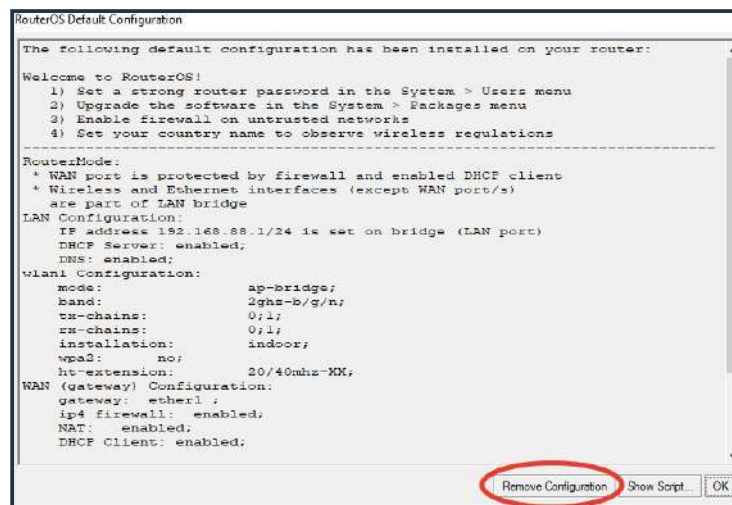 RouterOS Default Configuration
The following default configuration has been installed on your router:
Welcome to RouterOS!
1) Set a strong router password in the System > Users menu
2) Upgrade the software in the System > Packages menu
3) Enable firewall on untrusted networks
4) Set your country name to observe wireless regulations
-----------------------------------------------------------------------------
RouterMode:
* WAN port is protected by firewall and enabled DHCP client
* Wireless and Ethernet interfaces (except WAN port/s)
are part of LAN bridge
LAN Configuration:
IP address 192.168.88.1/24 is set on bridge (LAN port)
DHCP Server: enabled;
DNS: enabled;
wlan1 Configuration:
mode: ap-bridge;
band: 2ghz-b/g/n;
tx-chains: 0;1;
rx-chains: 0;1;
installation: indoor;
wpa2: no;
ht-extension: 20/40mhz-XX;
WAN (gateway) Configuration:
gateway: ether1 ;
ip4 firewall: enabled;
NAT: enabled;
DHCP Client: enabled;
Remove Configuration Show Script... OK